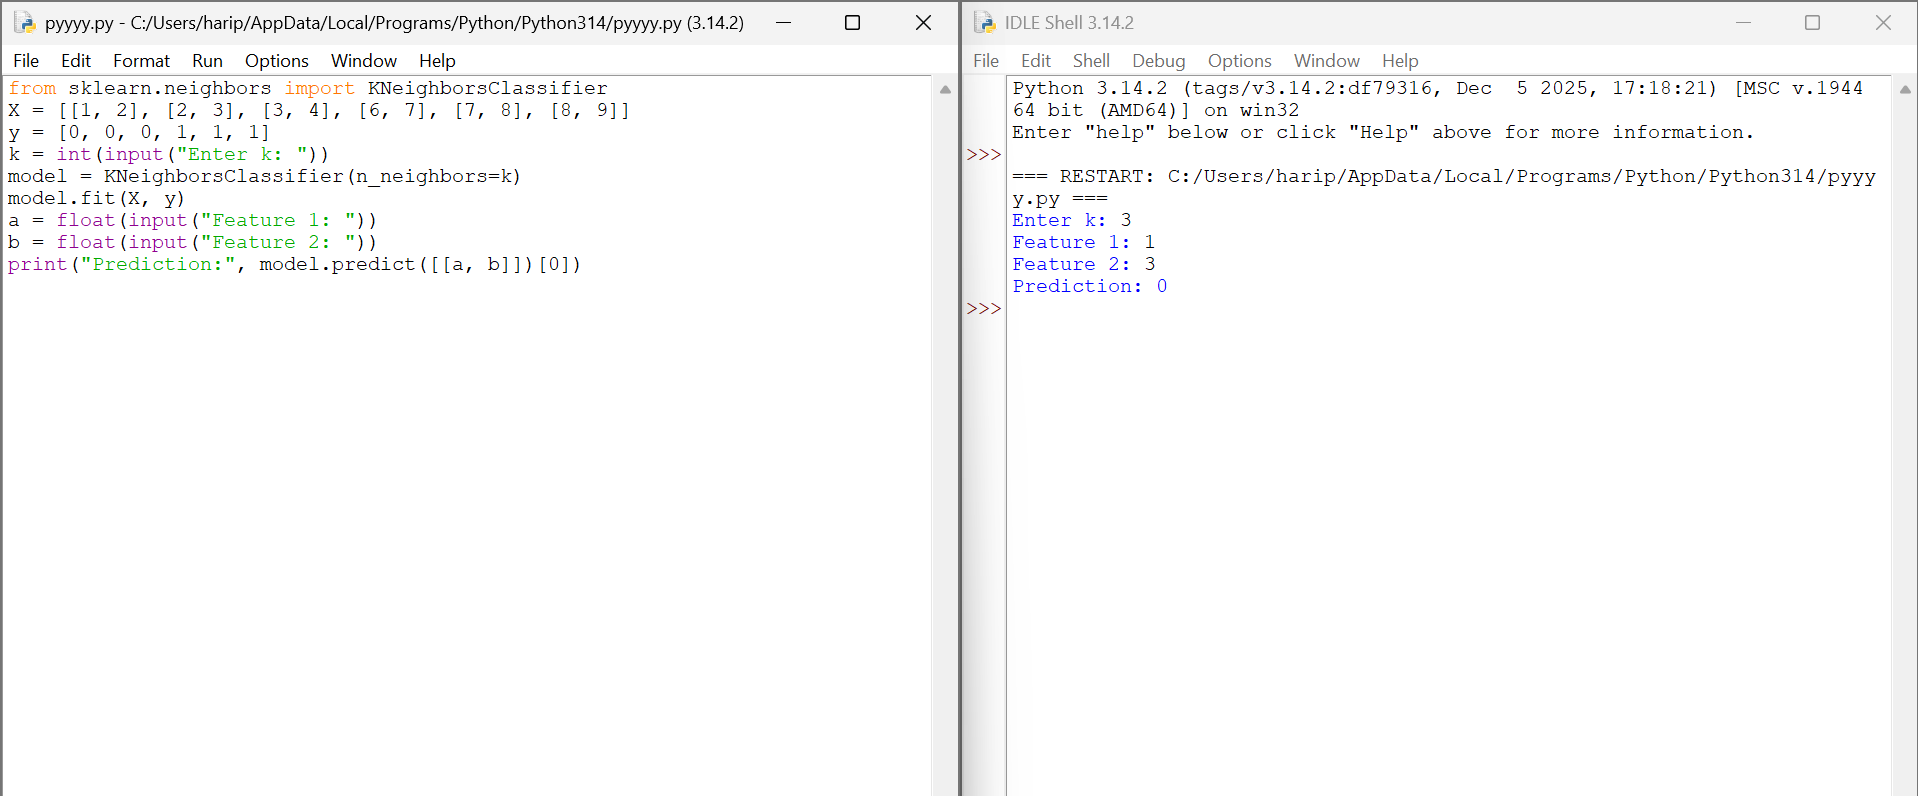 pyyyy.py - C:/Users/harip/AppData/Local/Programs/Python/Python314/pyyyy.py (3.14.2)
File Edit Format Run Options Window Help
from sklearn.neighbors import KNeighborsClassifier
X = [[1, 2], [2, 3], [3, 4], [6, 7], [7, 8], [8, 9]]
y = [0, 0, 0, 1, 1, 1]
k = int(input("Enter k: "))
model = KNeighborsClassifier(n_neighbors=k)
model.fit(X, y)
a = float(input("Feature 1: "))
b = float(input("Feature 2: "))
print("Prediction:", model.predict([[a, b]])[0])
IDLE Shell 3.14.2
File Edit Shell Debug Options Window Help
Python 3.14.2 (tags/v3.14.2:df79316, Dec  5 2025, 17:18:21) [MSC v.1944
64 bit (AMD64)] on win32
Enter "help" below or click "Help" above for more information.
>>>
=== RESTART: C:/Users/harip/AppData/Local/Programs/Python/Python314/pyyy
y.py ===
Enter k: 3
Feature 1: 1
Feature 2: 3
Prediction: 0
>>>